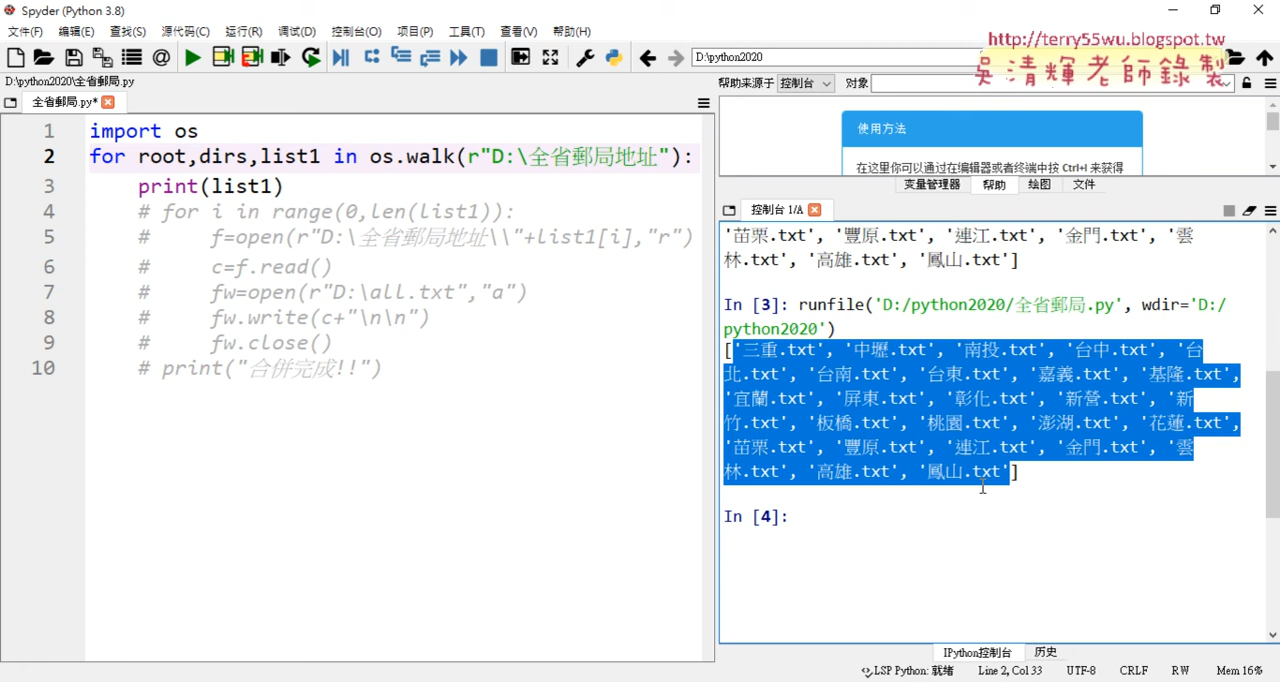 Spyder (Python 3.8)
文件(F) 编辑(E) 查找(S) 源代码(C) 运行(R) 调试(D) 控制台(O) 项目(P) 工具(T) 查看(V) 帮助(H)
http://terry55wu.blogspot.tw
吳清輝老師錄製
D:\python2020
D:\python2020\全省郵局.py
帮助来源于 控制台 对象
全省郵局.py*
1 import os
2 for root,dirs,list1 in os.walk(r"D:\全省郵局地址"):
3 print(list1)
4 # for i in range(0,len(list1)):
5 # f=open(r"D:\全省郵局地址\\"+list1[i],"r")
6 # c=f.read()
7 # fw=open(r"D:\all.txt","a")
8 # fw.write(c+"\n\n")
9 # fw.close()
10 # print("合併完成!!")
使用方法
在这里你可以通过在编辑器或者终端中按 Ctrl+I 来获得
变量管理器 帮助 绘图 文件
控制台 1/A
'苗栗.txt', '豐原.txt', '連江.txt', '金門.txt', '雲
林.txt', '高雄.txt', '鳳山.txt']
In [3]: runfile('D:/python2020/全省郵局.py', wdir='D:/
python2020')
['三重.txt', '中壢.txt', '南投.txt', '台中.txt', '台
北.txt', '台南.txt', '台東.txt', '嘉義.txt', '基隆.txt',
'宜蘭.txt', '屏東.txt', '彰化.txt', '新營.txt', '新
竹.txt', '板橋.txt', '桃園.txt', '澎湖.txt', '花蓮.txt',
'苗栗.txt', '豐原.txt', '連江.txt', '金門.txt', '雲
林.txt', '高雄.txt', '鳳山.txt']
In [4]:
IPython控制台 历史
LSP Python: 就绪 Line 2, Col 33 UTF-8 CRLF RW Mem 16%